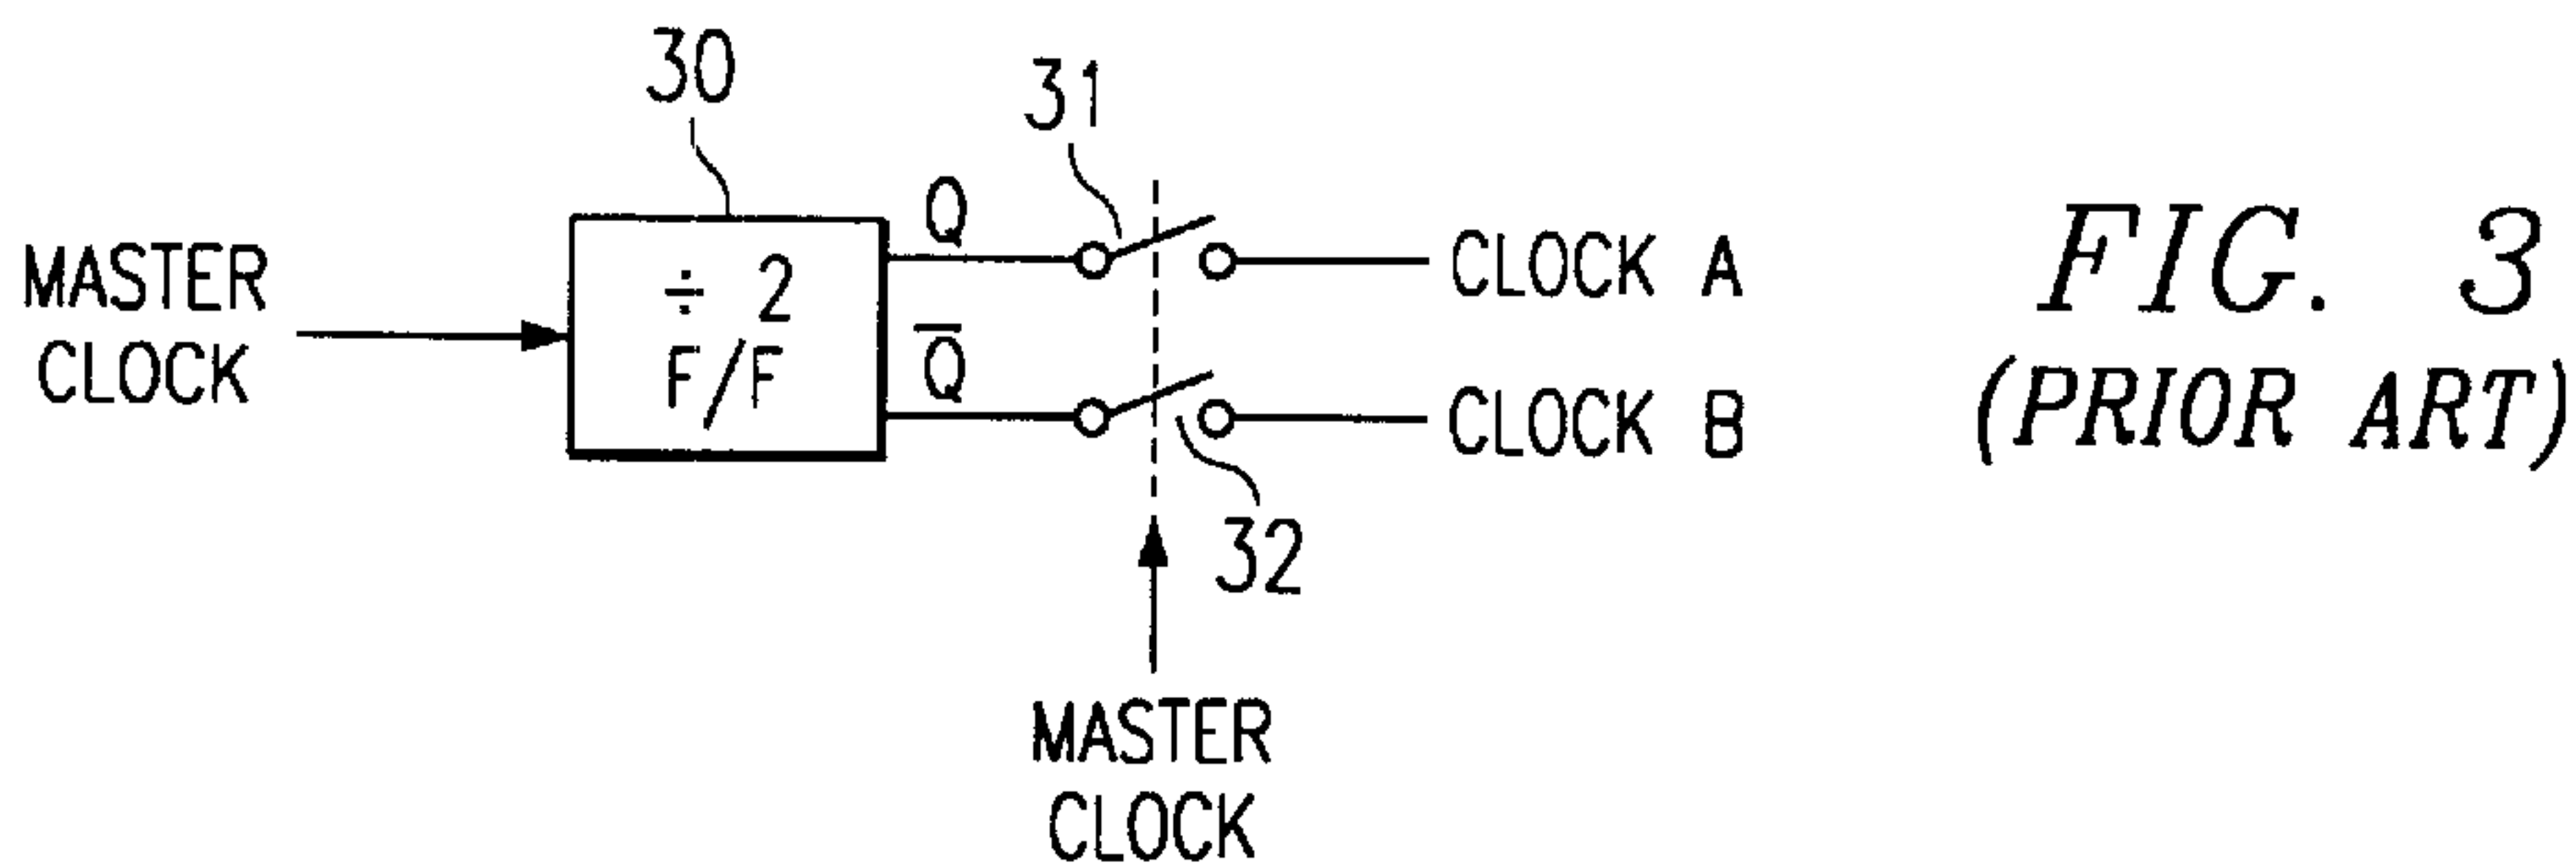 30
31
MASTER
CLOCK
÷ 2
F/F
Q
Q̅
CLOCK A
CLOCK B
32
MASTER
CLOCK
FIG. 3
(PRIOR ART)